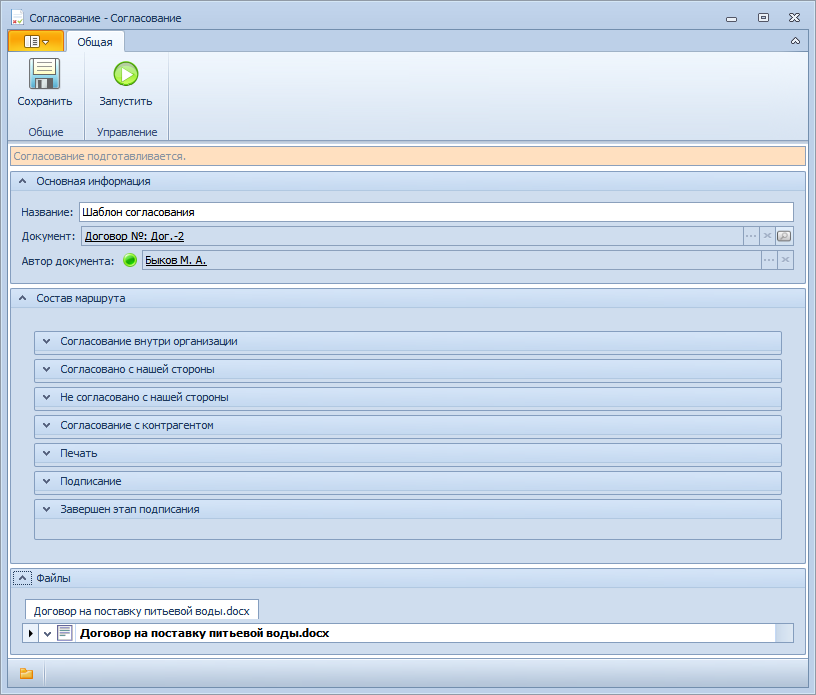 Согласование - Согласование
Общая
Сохранить
Запустить
Общие
Управление
Согласование подготавливается.
Основная информация
Название: Шаблон согласования
Документ: Договор №: Дог.-2
Автор документа: Быков М. А.
Состав маршрута
Согласование внутри организации
Согласовано с нашей стороны
Не согласовано с нашей стороны
Согласование с контрагентом
Печать
Подписание
Завершен этап подписания
Файлы
Договор на поставку питьевой воды.docx
Договор на поставку питьевой воды.docx